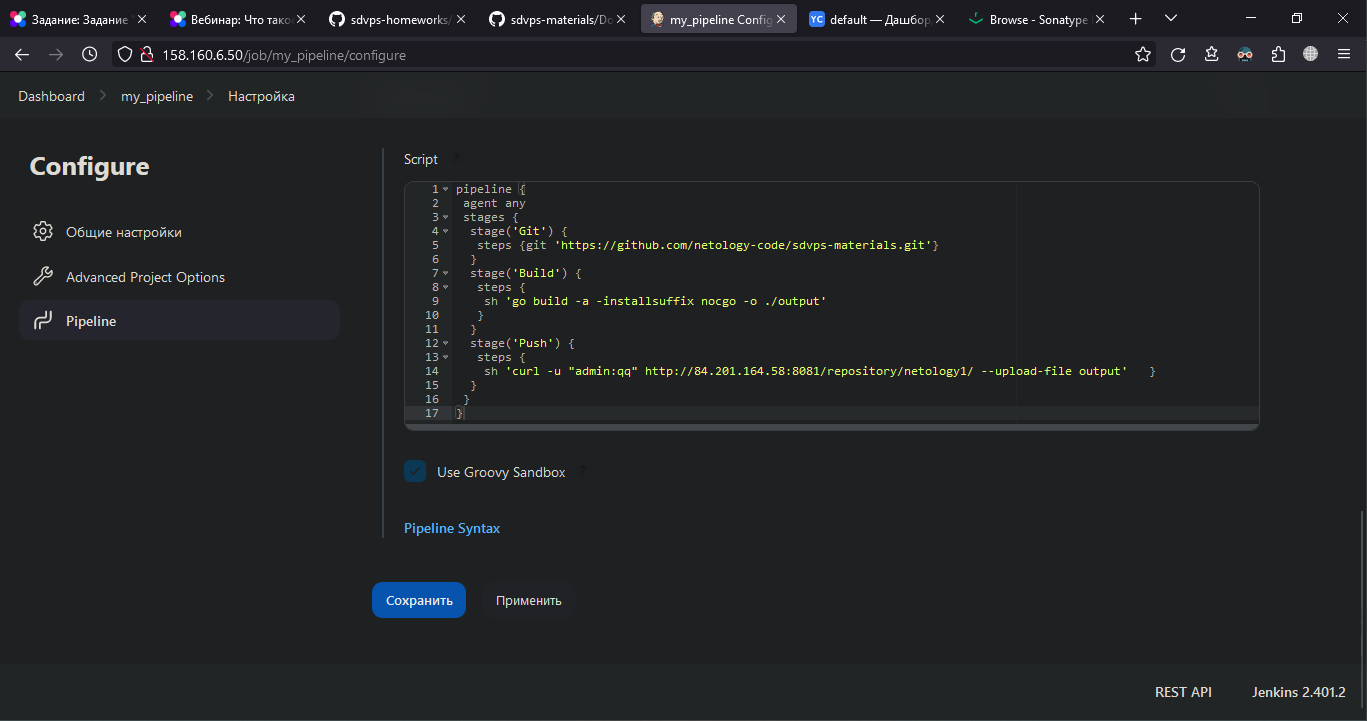 Задание: Задание
Вебинар: Что тако
sdvps-homeworks/
sdvps-materials/Do
my_pipeline Config
YC default — Дашбор
Browse - Sonatype
158.160.6.50/job/my_pipeline/configure
Dashboard my_pipeline Настройка
Configure
Общие настройки
Advanced Project Options
Pipeline
Script ?
1 pipeline {
2 agent any
3 stages {
4 stage('Git') {
5 steps {git 'https://github.com/netology-code/sdvps-materials.git'}
6 }
7 stage('Build') {
8 steps {
9 sh 'go build -a -installsuffix nocgo -o ./output'
10 }
11 }
12 stage('Push') {
13 steps {
14 sh 'curl -u "admin:qq" http://84.201.164.58:8081/repository/netology1/ --upload-file output' }
15 }
16 }
17 }
Use Groovy Sandbox ?
Pipeline Syntax
Сохранить
Применить
REST API
Jenkins 2.401.2